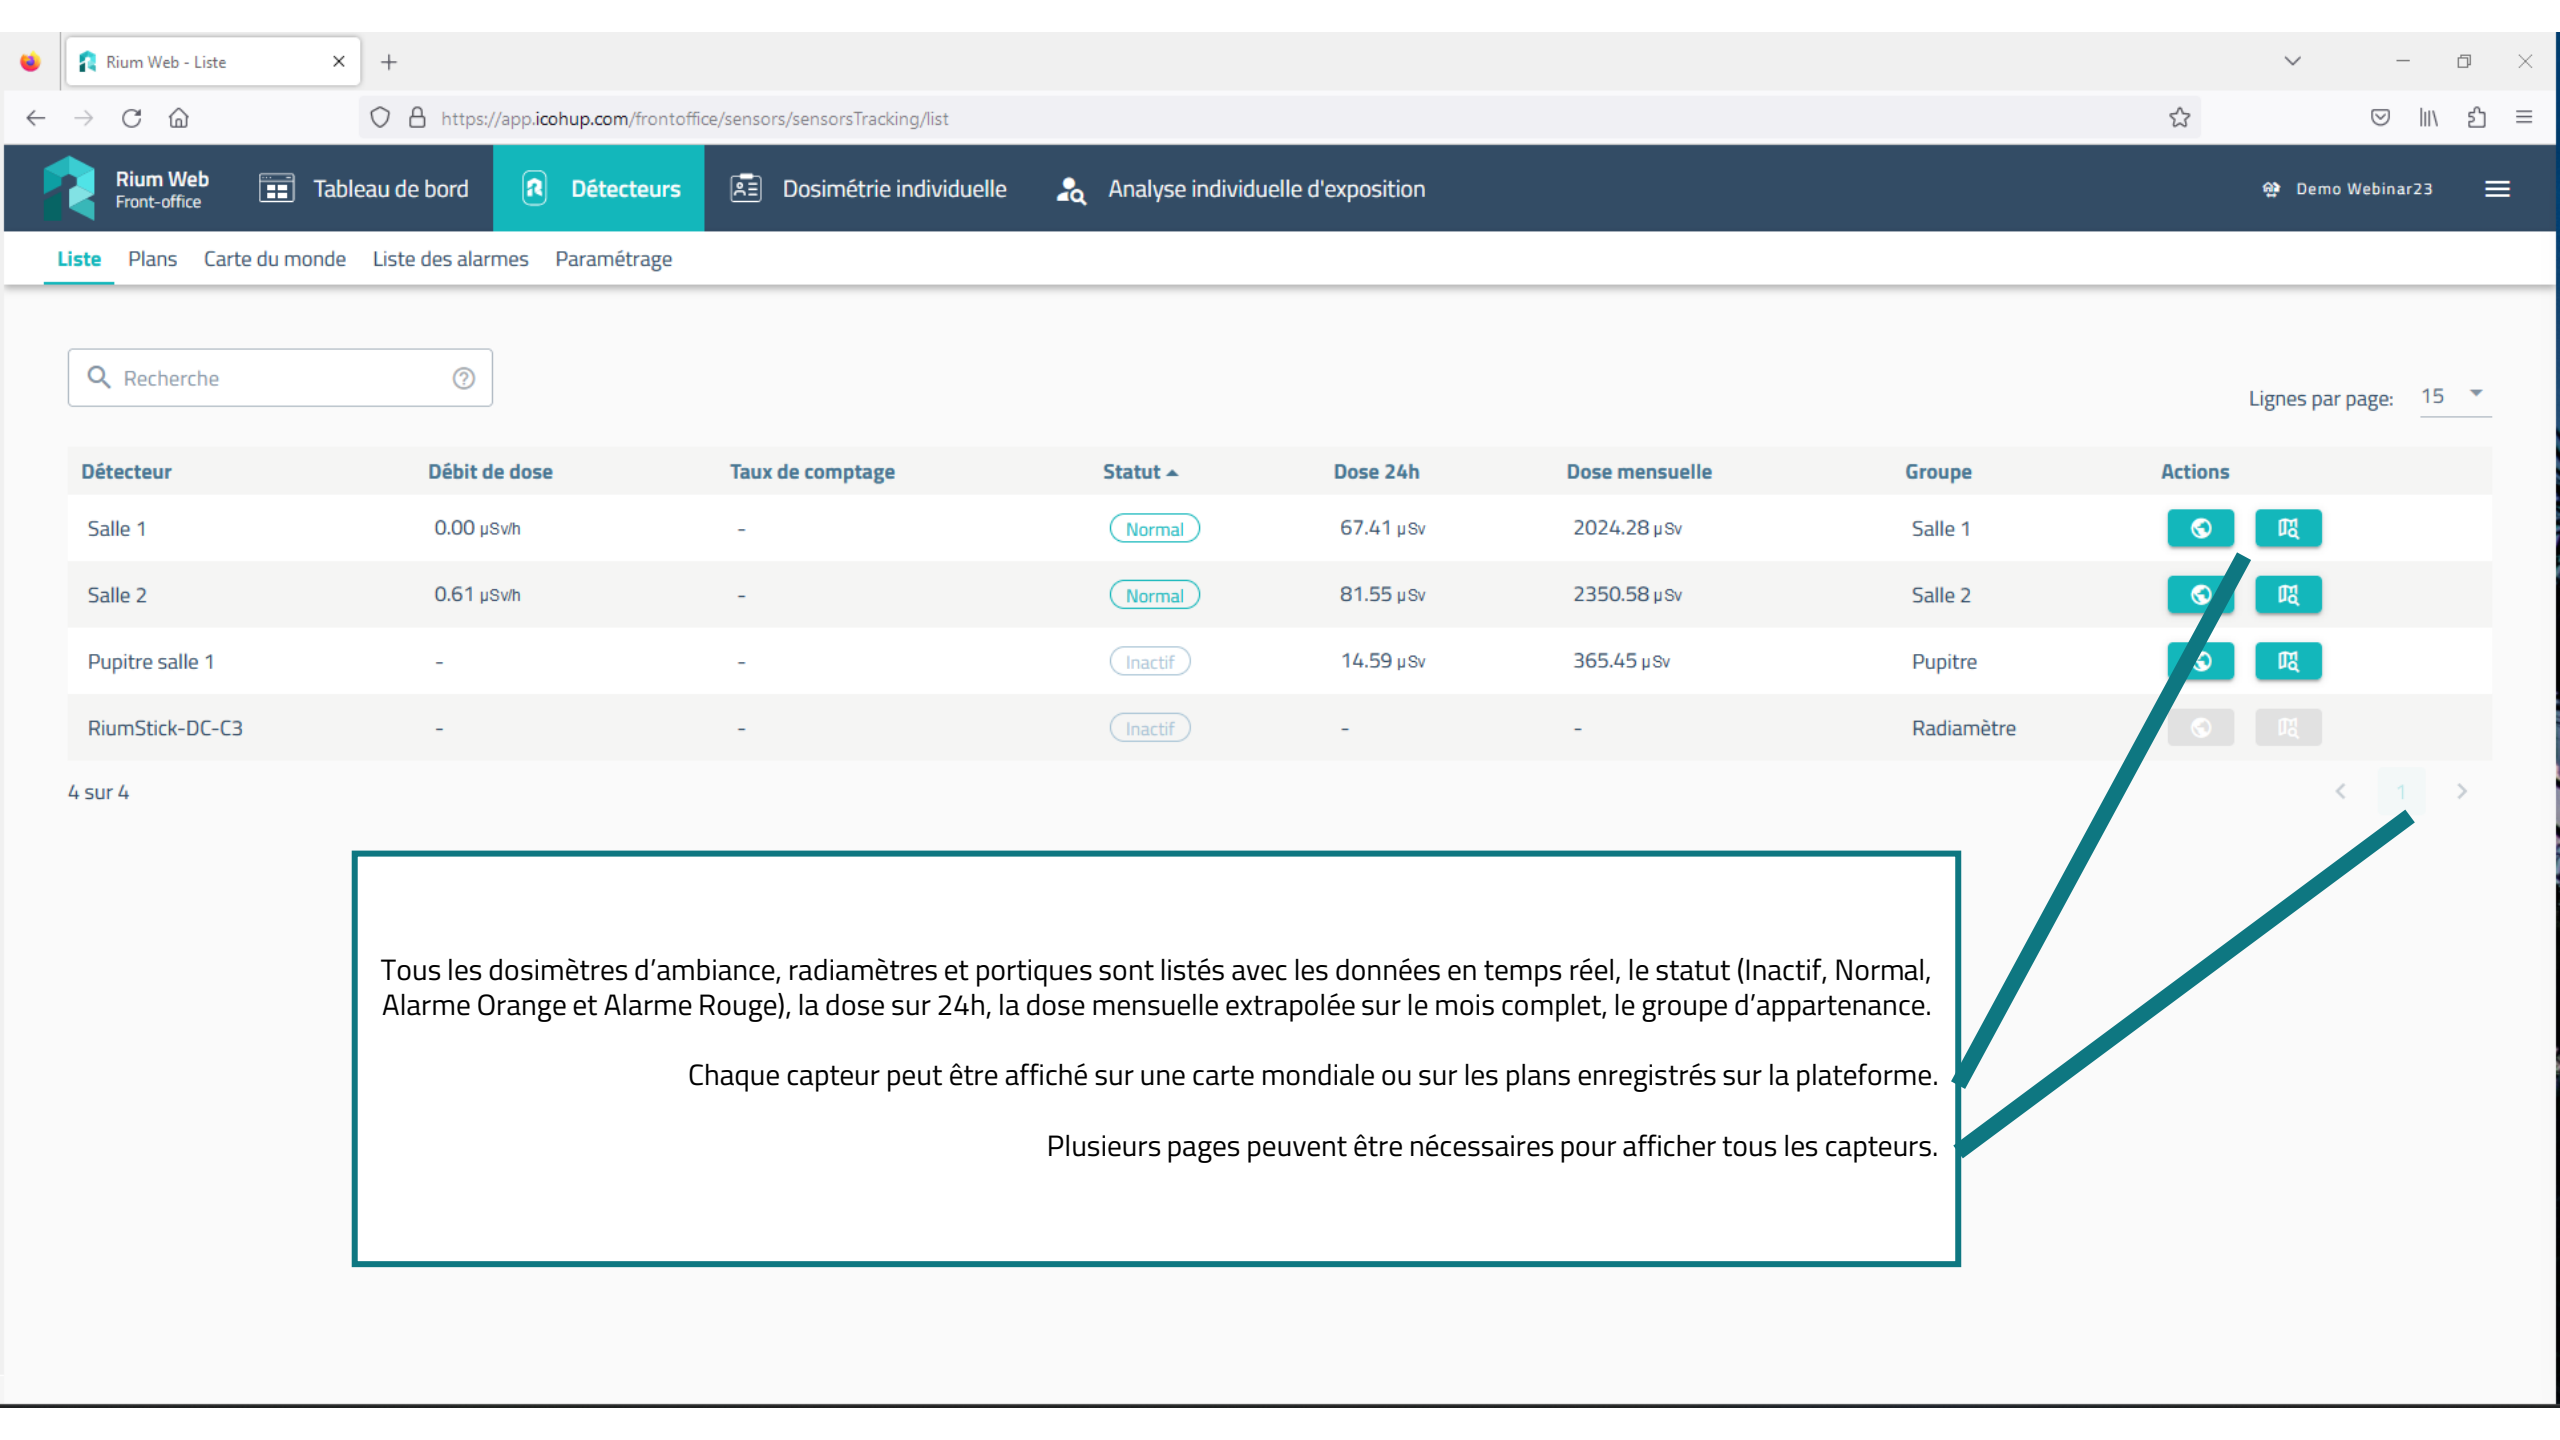 Rium Web - Liste
https://app.icohup.com/frontoffice/sensors/sensorsTracking/list
Rium Web
Front-office
Tableau de bord
Détecteurs
Dosimétrie individuelle
Analyse individuelle d'exposition
Demo Webinar23
Liste Plans Carte du monde Liste des alarmes Paramétrage
Recherche
Lignes par page: 15
Détecteur Débit de dose Taux de comptage Statut Dose 24h Dose mensuelle Groupe Actions
Salle 1 0.00 µSv/h - Normal 67.41 µSv 2024.28 µSv Salle 1
Salle 2 0.61 µSv/h - Normal 81.55 µSv 2350.58 µSv Salle 2
Pupitre salle 1 - - Inactif 14.59 µSv 365.45 µSv Pupitre
RiumStick-DC-C3 - - Inactif - - Radiamètre
4 sur 4
< 1 >
Tous les dosimètres d’ambiance, radiamètres et portiques sont listés avec les données en temps réel, le statut (Inactif, Normal,
Alarme Orange et Alarme Rouge), la dose sur 24h, la dose mensuelle extrapolée sur le mois complet, le groupe d’appartenance.
Chaque capteur peut être affiché sur une carte mondiale ou sur les plans enregistrés sur la plateforme.
Plusieurs pages peuvent être nécessaires pour afficher tous les capteurs.